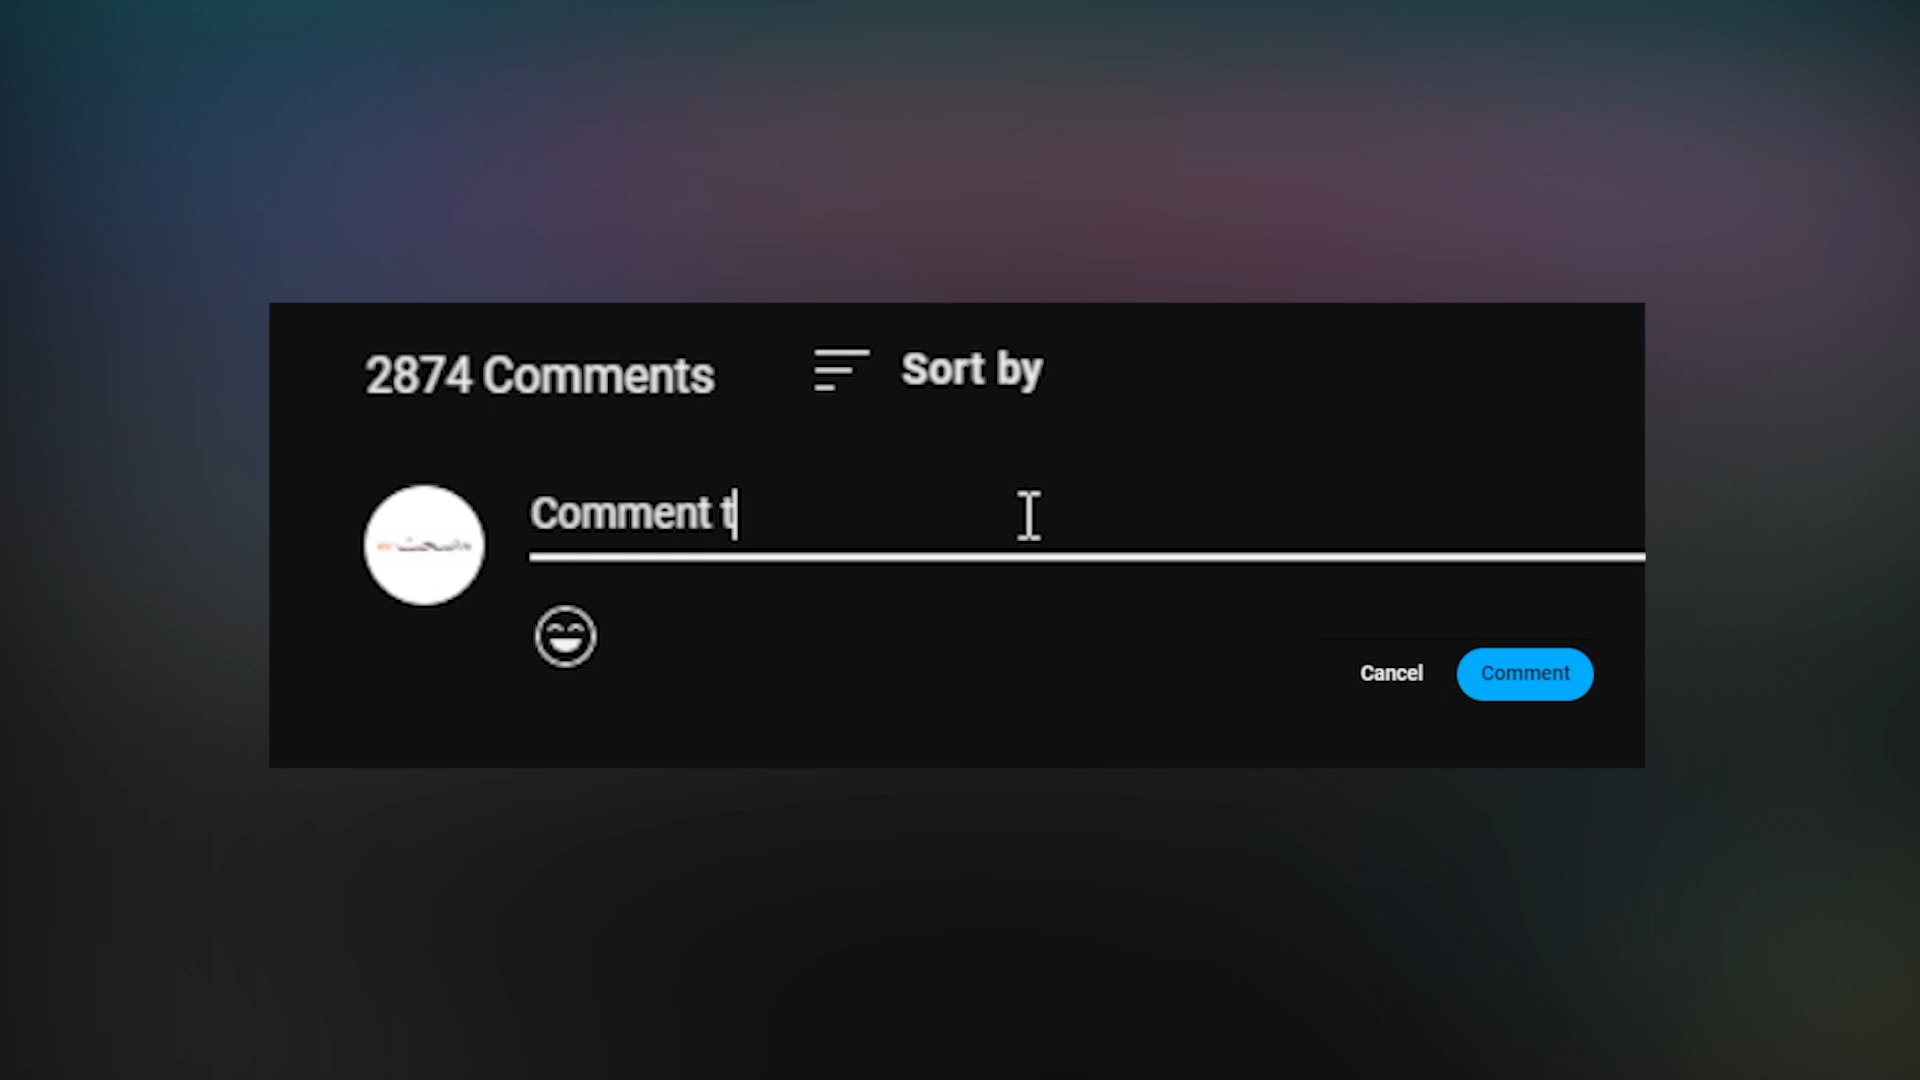 2874 Comments
Sort by
Comment t
Cancel
Comment